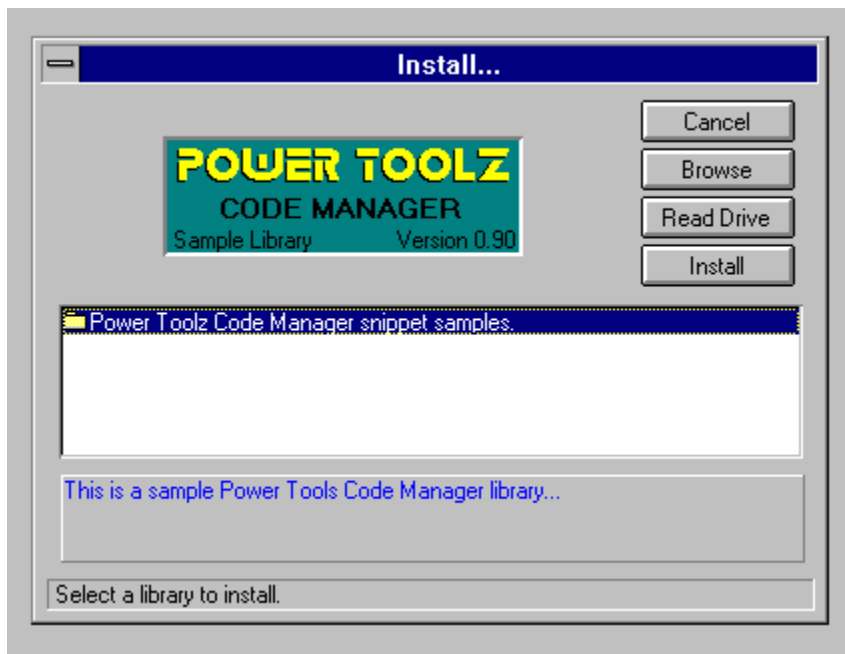 Install...
Cancel
POWER TOOLZ
Browse
CODE MANAGER
Read Drive
Sample Library Version 0.90
Install
Power Toolz Code Manager snippet samples.
This is a sample Power Tools Code Manager library...
Select a library to install.